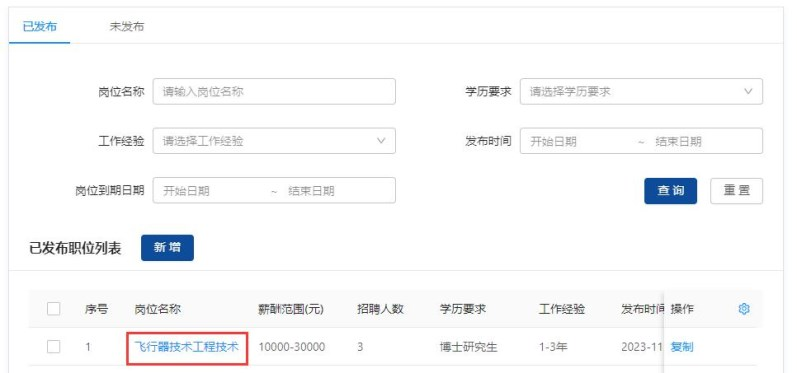 已发布 未发布
岗位名称 请输入岗位名称 学历要求 请选择学历要求
工作经验 请选择工作经验 发布时间 开始日期 ~ 结束日期
岗位到期日期 开始日期 ~ 结束日期 查询 重置
已发布职位列表 新增
序号 岗位名称 薪酬范围(元) 招聘人数 学历要求 工作经验 发布时间 操作
1 飞行器技术工程技术 10000-30000 3 博士研究生 1-3年 2023-11 复制